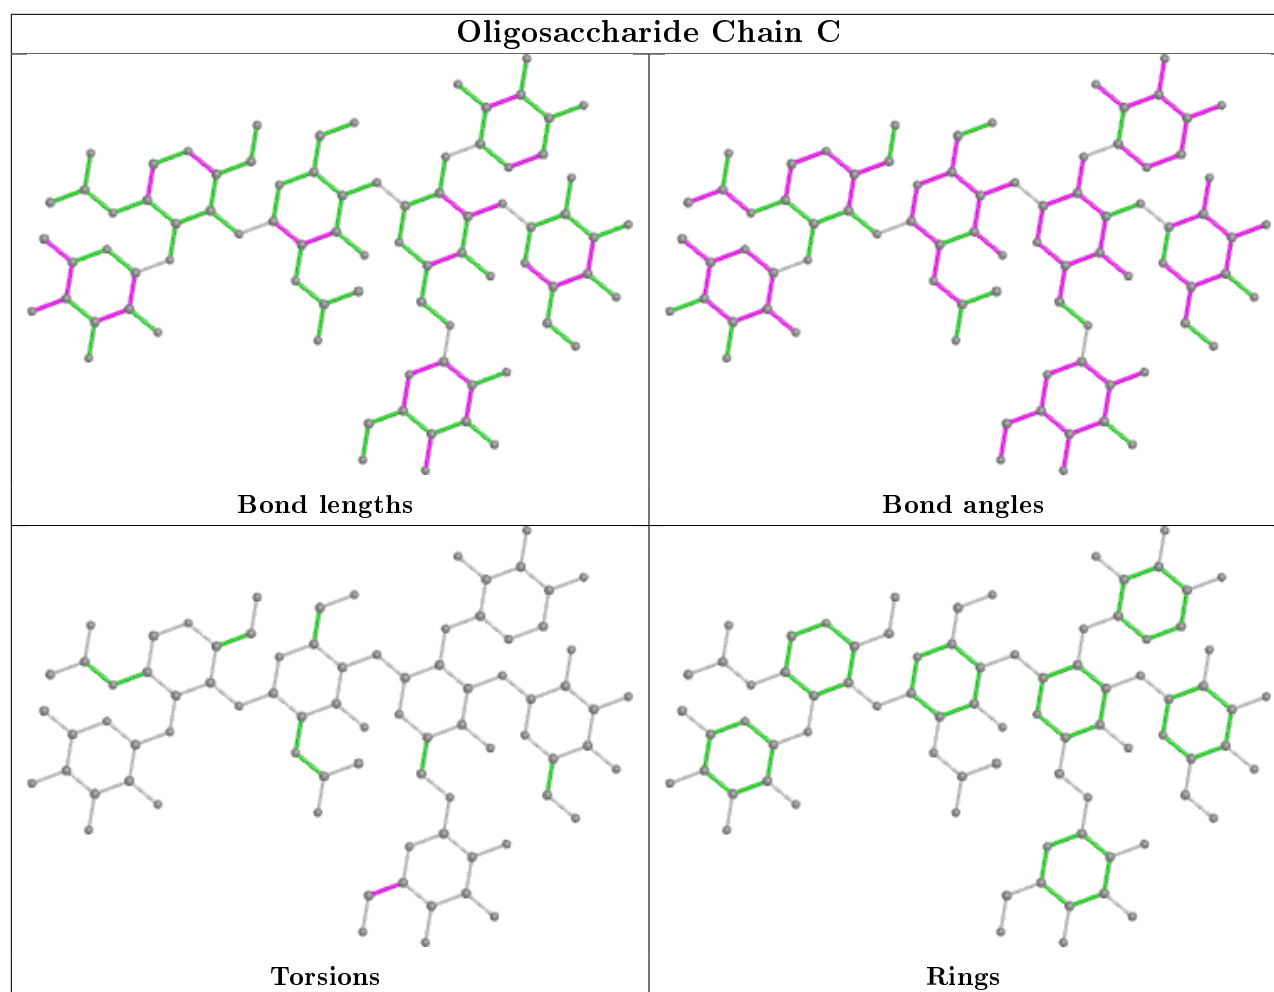 Oligosaccharide Chain C
Bond lengths
Bond angles
Torsions
Rings